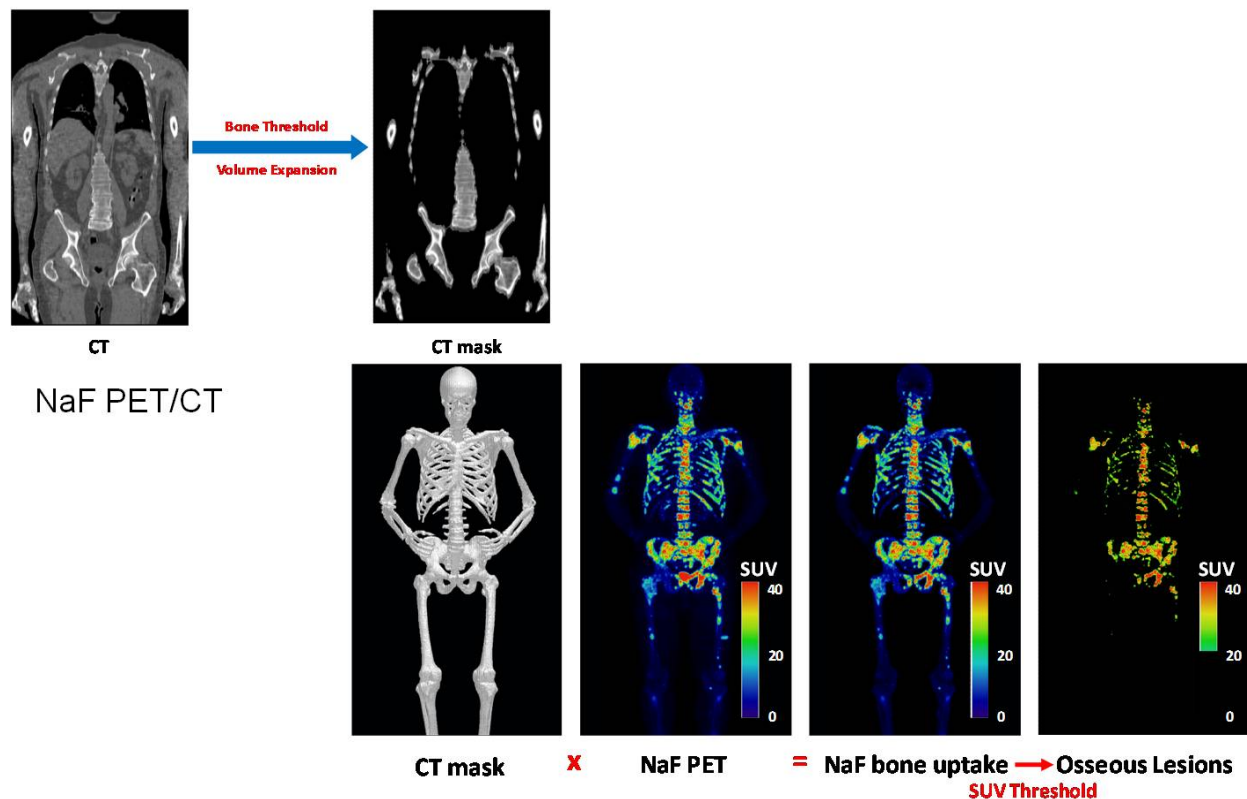 Bone Threshold
Volume Expansion
CT
CT mask
NaF PET/CT
SUV
40
20
0
SUV
40
20
0
SUV
40
20
0
CT mask x NaF PET = NaF bone uptake → Osseous Lesions
SUV Threshold